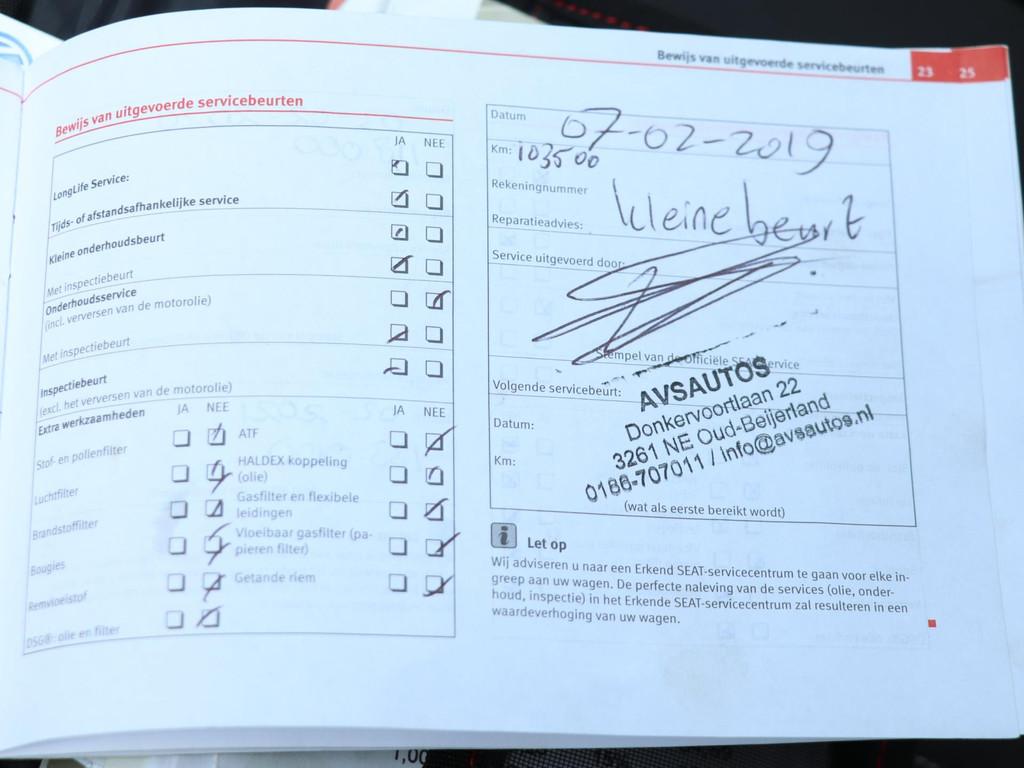 Bewijs van uitgevoerde servicebeurten
23 25
Bewijs van uitgevoerde servicebeurten
JA NEE
LongLife Service:
Tijds- of afstandsafhankelijke service
Kleine onderhoudsbeurt
Met inspectiebeurt
Onderhoudsservice
(incl. verversen van de motorolie)
Met inspectiebeurt
Inspectiebeurt
(excl. het verversen van de motorolie)
Extra werkzaamheden JA NEE JA NEE
Stof- en pollenfilter
Luchtfilter
Brandstoffilter
Bougies
Remvloeistof
DSG®: olie en filter
ATF
HALDEX koppeling
(olie)
Gasfilter en flexibele
leidingen
Vloeibaar gasfilter (pa-
pieren filter)
Getande riem
Datum 07-02-2019
Km: 103500
Rekeningnummer
Reparatieadvies: kleine beurt
Service uitgevoerd door:
Stempel van de Officiële SEAT-service
Volgende servicebeurt:
Datum:
Km:
AVSAUTOS
Donkervoortlaan 22
3261 NE Oud-Beijerland
0186-707011 / info@avsautos.nl
(wat als eerste bereikt wordt)
i Let op
Wij adviseren u naar een Erkend SEAT-servicecentrum te gaan voor elke in-
greep aan uw wagen. De perfecte naleving van de services (olie, onder-
houd, inspectie) in het Erkende SEAT-servicecentrum zal resulteren in een
waardeverhoging van uw wagen.
1,00